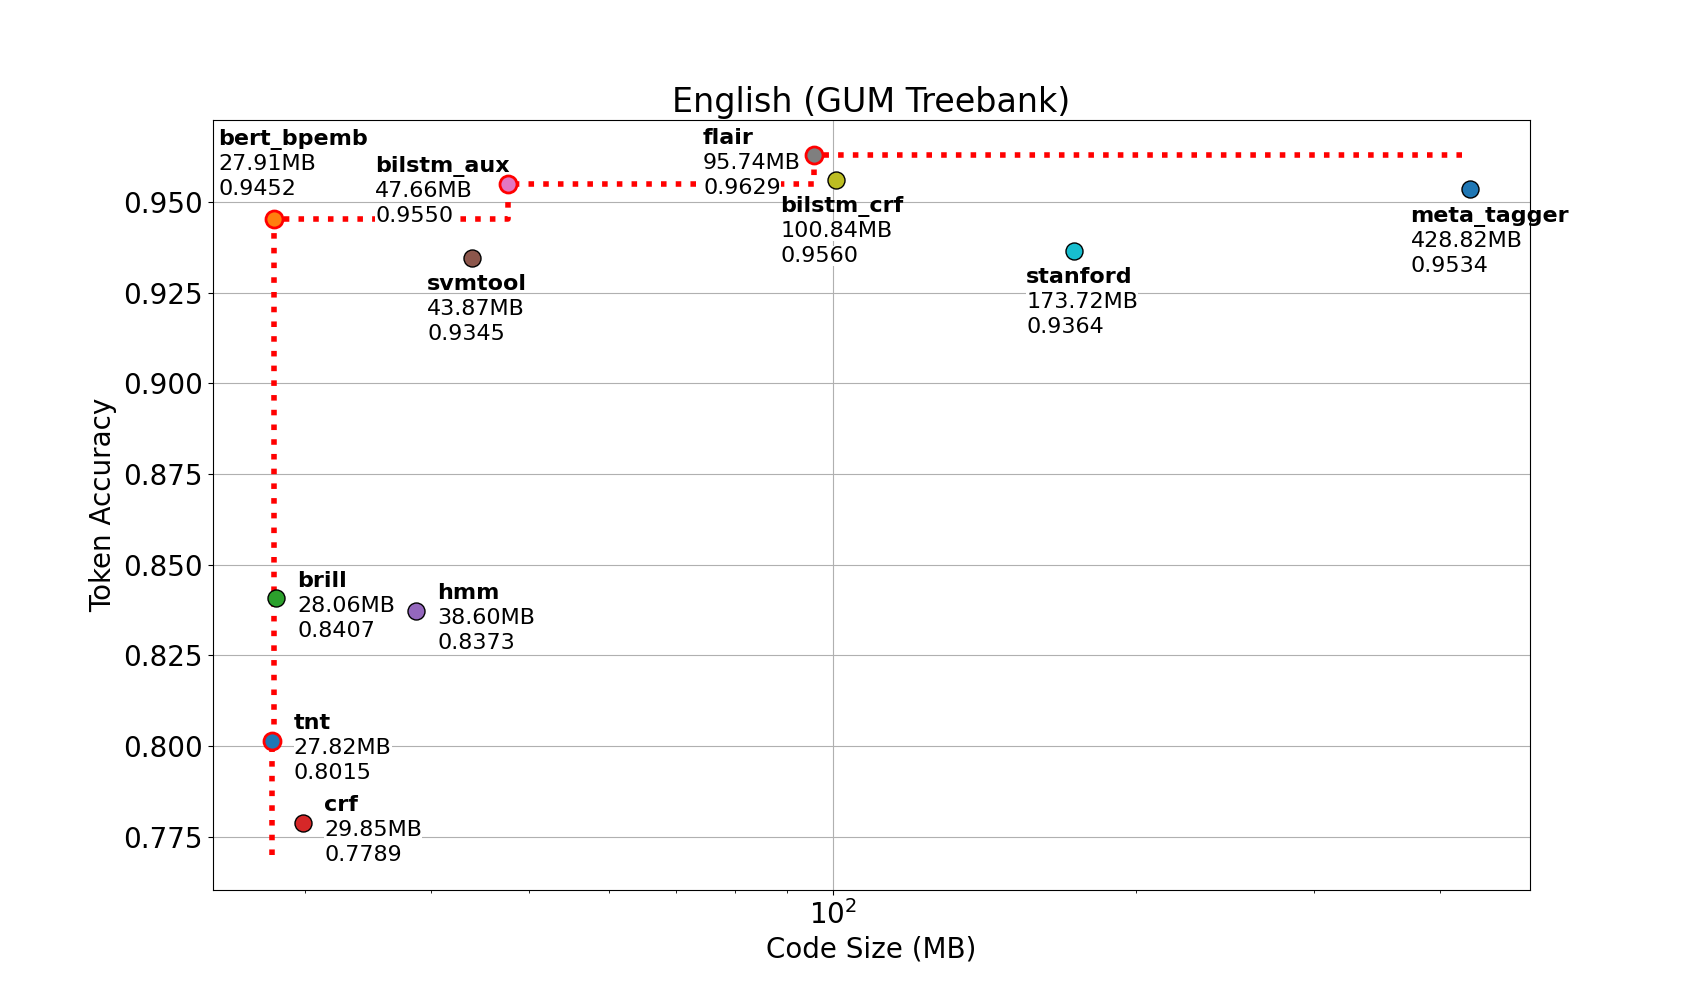 English (GUM Treebank)
bert_bpemb
27.91MB
0.9452
bilstm_aux
47.66MB
0.9550
flair
95.74MB
0.9629
bilstm_crf
100.84MB
0.9560
meta_tagger
428.82MB
0.9534
svmtool
43.87MB
0.9345
stanford
173.72MB
0.9364
brill
28.06MB
0.8407
hmm
38.60MB
0.8373
tnt
27.82MB
0.8015
crf
29.85MB
0.7789
0.950
0.925
0.900
0.875
0.850
0.825
0.800
0.775
Token Accuracy
10²
Code Size (MB)